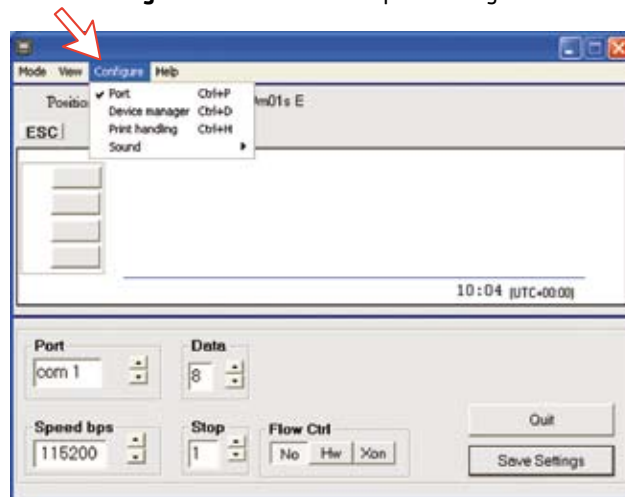 Mode View Configure Help
Port Ctrl+P
Device manager Ctrl+D
Print handling Ctrl+H
Sound
ESC
10:04 (UTC+00:00)
Port
com 1
Data
8
Speed bps
115200
Stop
1
Flow Ctrl
No Hw Xon
Quit
Save Settings